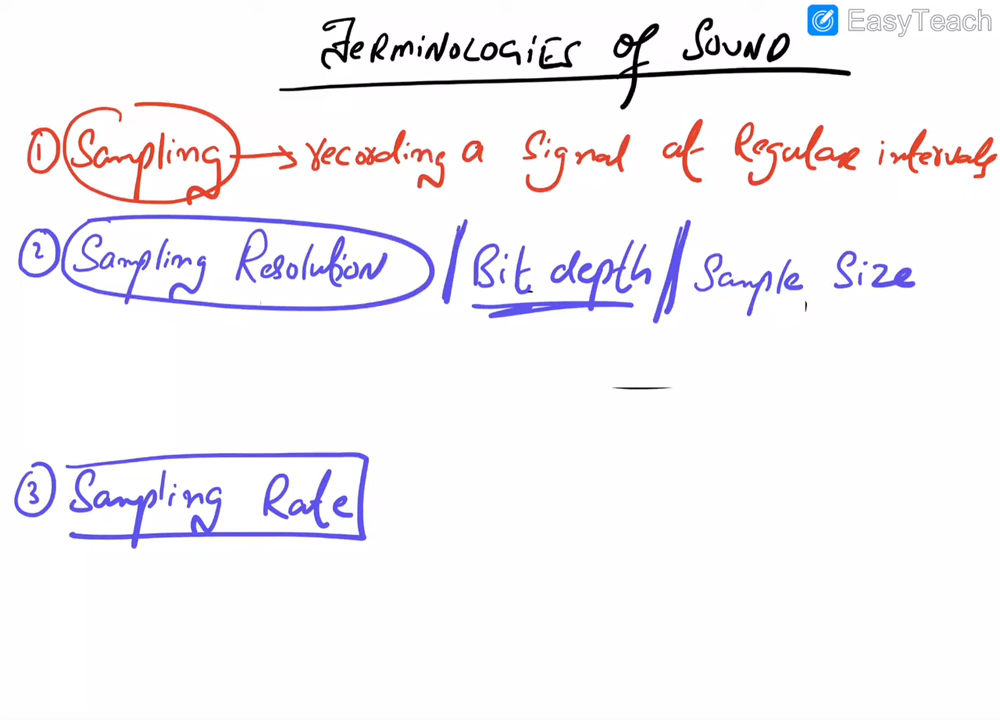 EasyTeach
TERMINOLOGIES OF SOUND
① Sampling → recording a Signal at Regular intervals
② Sampling Resolution / Bit depth // Sample Size
③ Sampling Rate